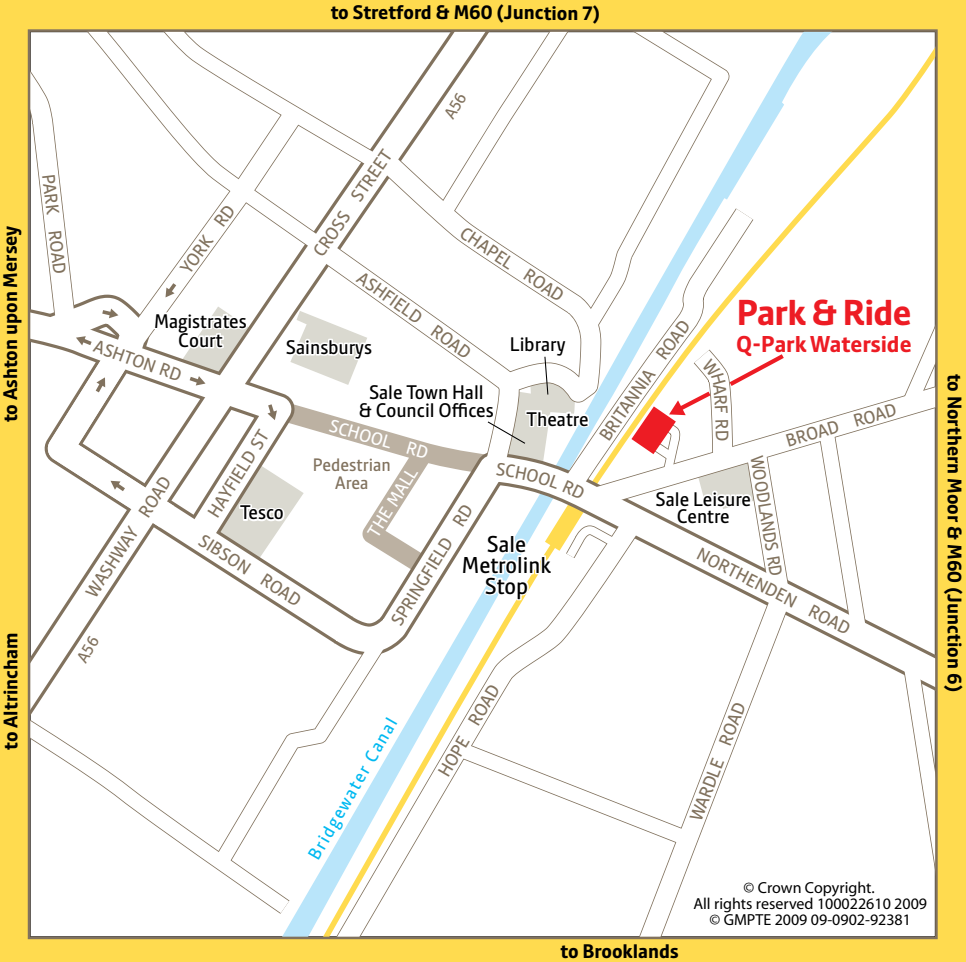 to Stretford & M60 (Junction 7)
A56
PARK ROAD
YORK RD
CROSS STREET
CHAPEL ROAD
to Ashton upon Mersey
ASHFIELD ROAD
Magistrates
Court
Sainsburys
Library
BRITANNIA ROAD
Park & Ride
Q-Park Waterside
ASHTON RD
WHARF RD
Sale Town Hall
& Council Offices
Theatre
BROAD ROAD
SCHOOL RD
Pedestrian
Area
THE MALL
HAYFIELD ST
SCHOOL RD
Sale Leisure
Centre
WOODLANDS RD
Tesco
WASHWAY ROAD
SIBSON ROAD
SPRINGFIELD RD
Sale
Metrolink
Stop
NORTHENDEN ROAD
to Northern Moor & M60 (Junction 6)
A56
to Altrincham
HOPE ROAD
WARDLE ROAD
Bridgewater Canal
© Crown Copyright.
All rights reserved 100022610 2009
© GMPTE 2009 09-0902-92381
to Brooklands